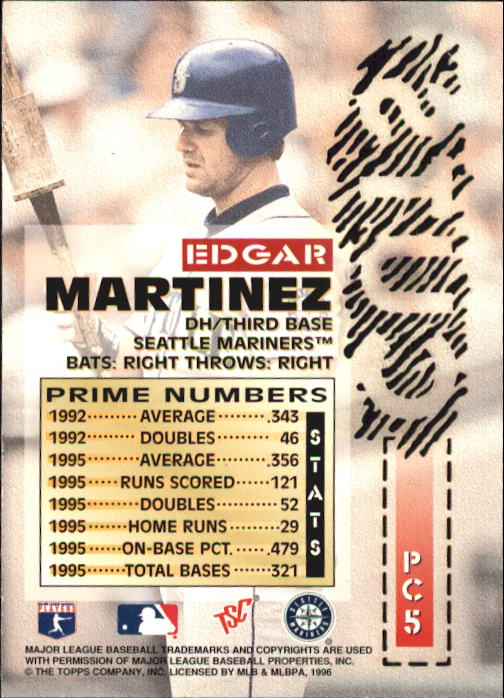 EDGAR
MARTINEZ
DH/THIRD BASE
SEATTLE MARINERS™
BATS: RIGHT THROWS: RIGHT
PRIME NUMBERS
1992........ AVERAGE ........343
1992........ DOUBLES ........ 46
1995........ AVERAGE ........356
1995..... RUNS SCORED ......121
1995........ DOUBLES ........ 52
1995...... HOME RUNS .......29
1995...... ON-BASE PCT. .....479
1995...... TOTAL BASES ......321
STATS
PC5
PLAYERS
TSC
SEATTLE
MARINERS
MAJOR LEAGUE BASEBALL TRADEMARKS AND COPYRIGHTS ARE USED
WITH PERMISSION OF MAJOR LEAGUE BASEBALL PROPERTIES, INC.
© THE TOPPS COMPANY, INC. LICENSED BY MLB & MLBPA, 1996